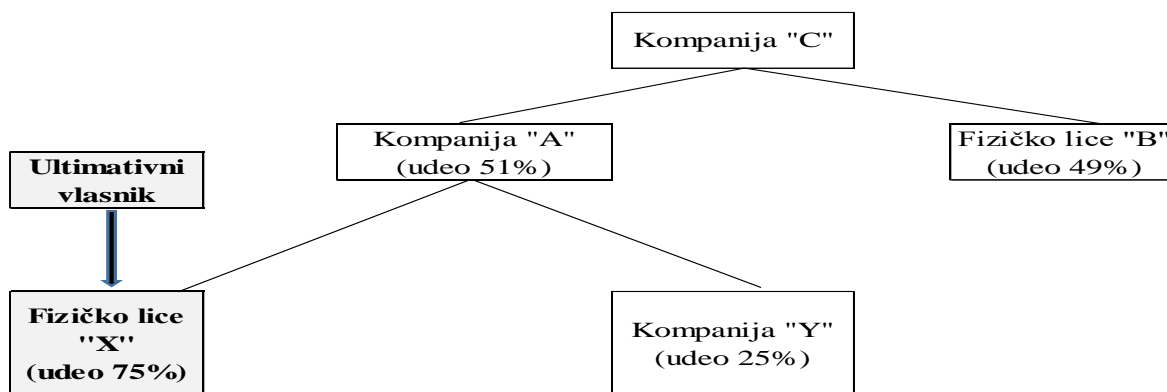 Kompanija "C"
Kompanija "A"
(udeo 51%)
Fizičko lice "B"
(udeo 49%)
Ultimativni
vlasnik
Fizičko lice
''X''
(udeo 75%)
Kompanija "Y"
(udeo 25%)